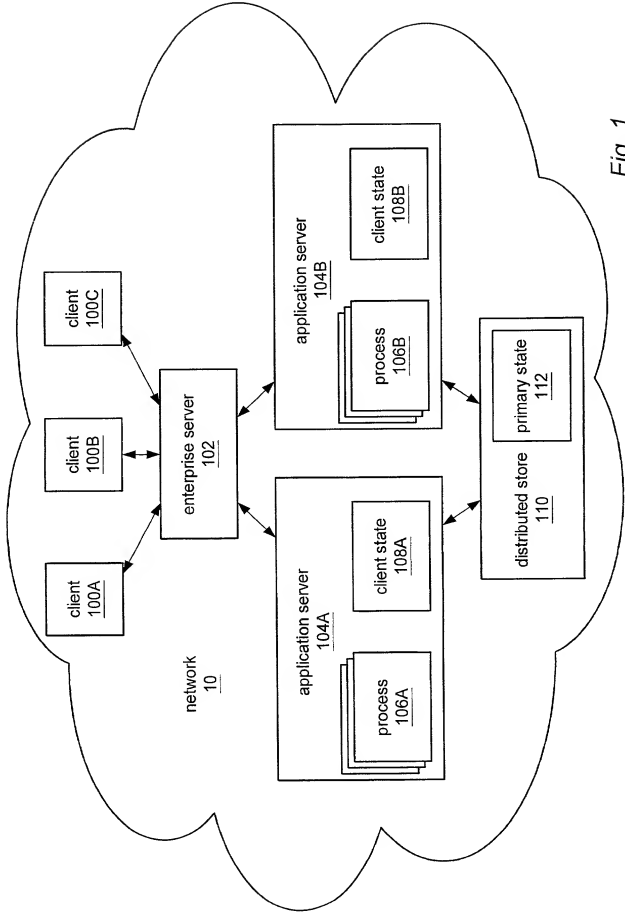 client
100A
client
100B
client
100C
network
10
enterprise server
102
application server
104A
process
106A
client state
108A
application server
104B
process
106B
client state
108B
distributed store
110
primary state
112
Fig. 1